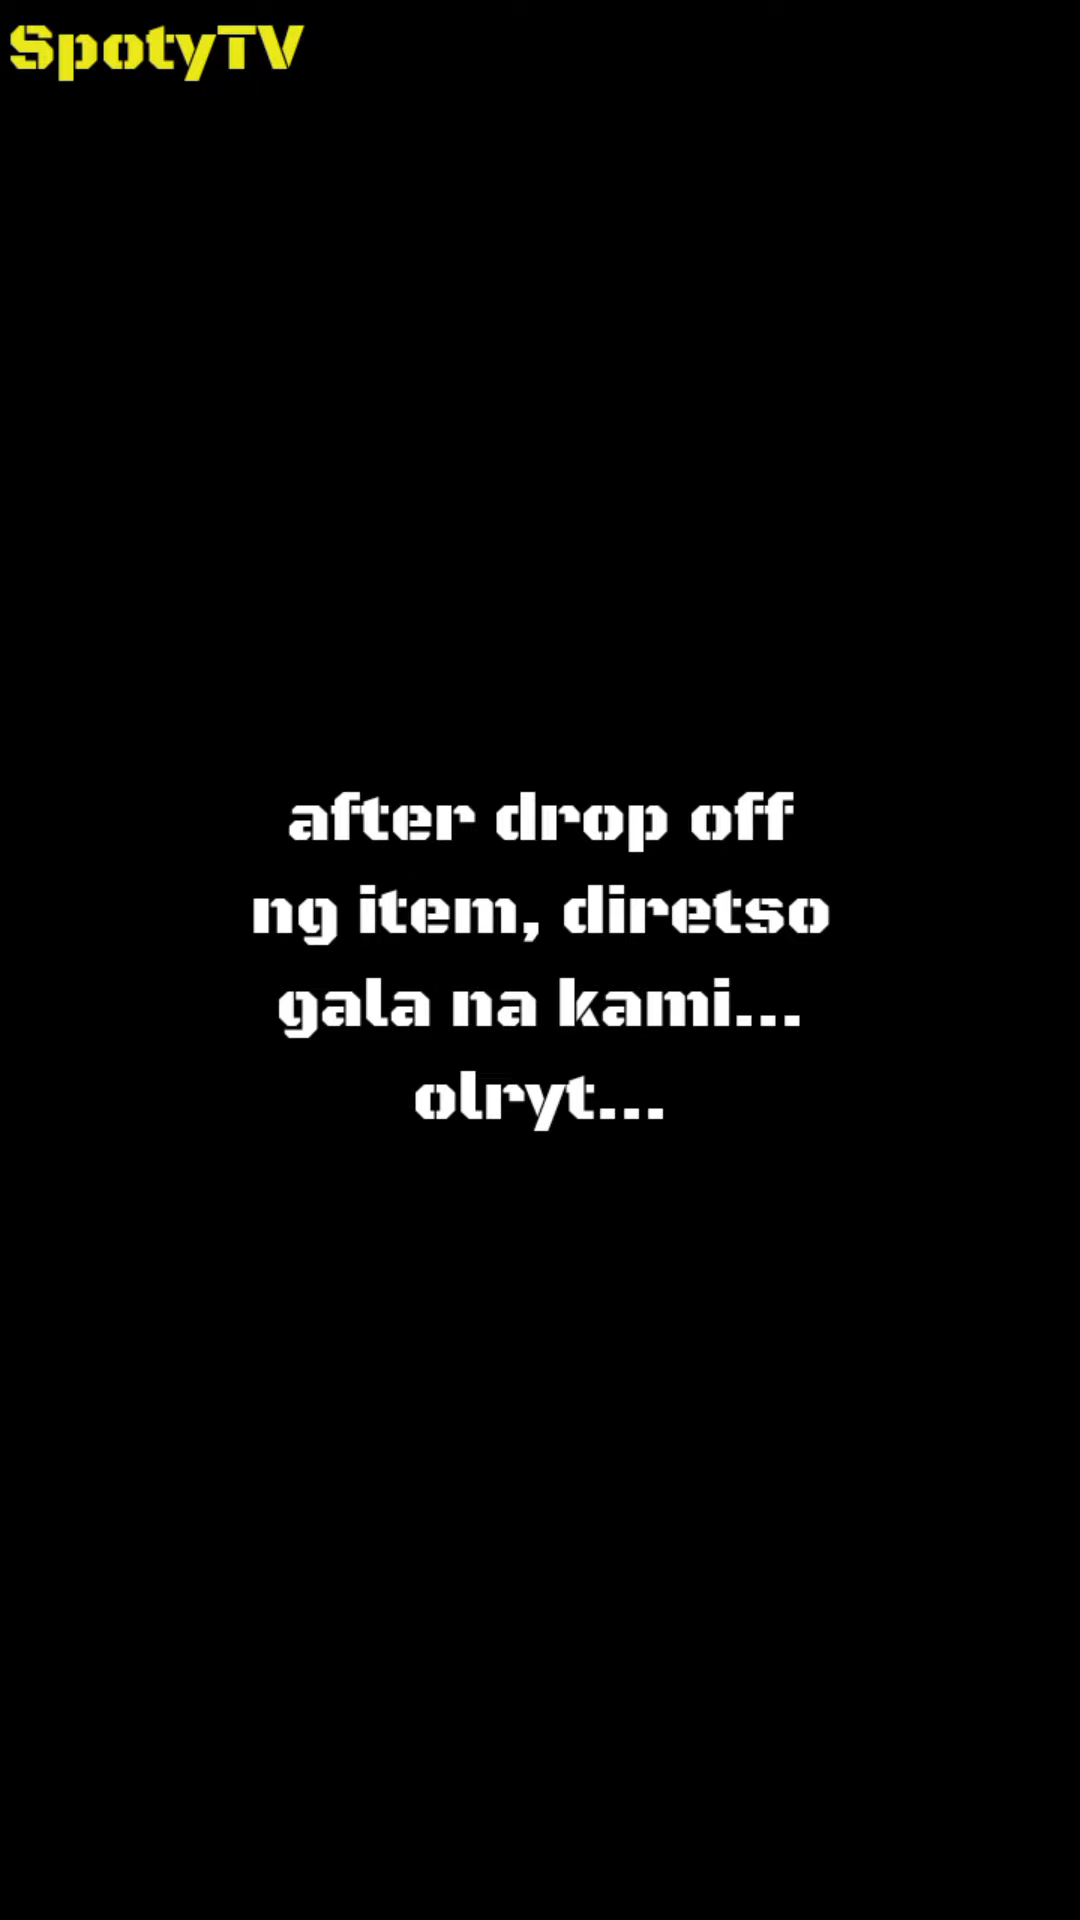 SpotyTV
after drop off
ng item, diretso
gala na kami...
olryt...